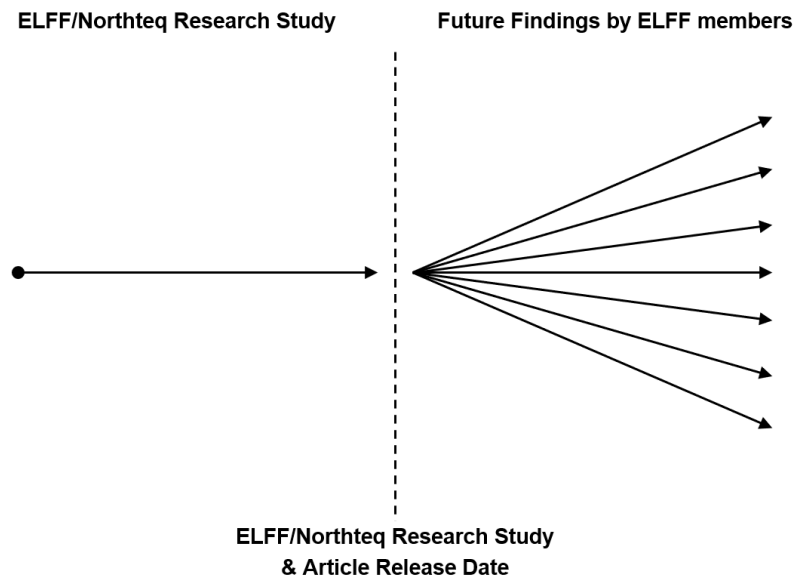 ELFF/Northteq Research Study
Future Findings by ELFF members
ELFF/Northteq Research Study
& Article Release Date